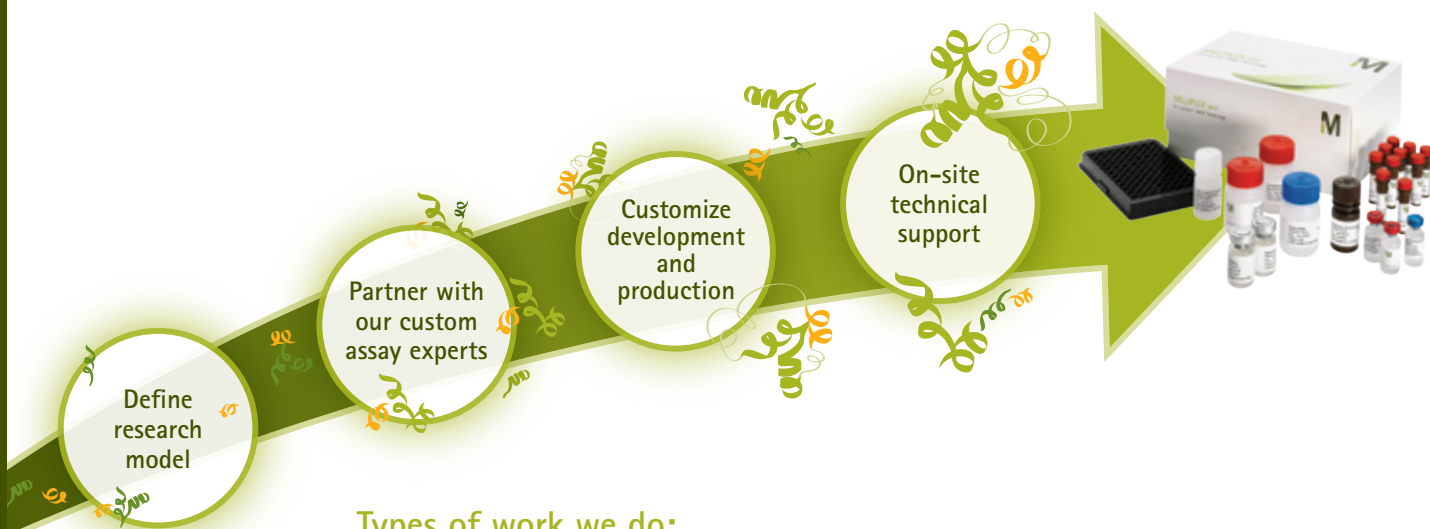 Define
research
model
Partner with
our custom
assay experts
Customize
development
and
production
On-site
technical
support
M
M
Types of work we do: